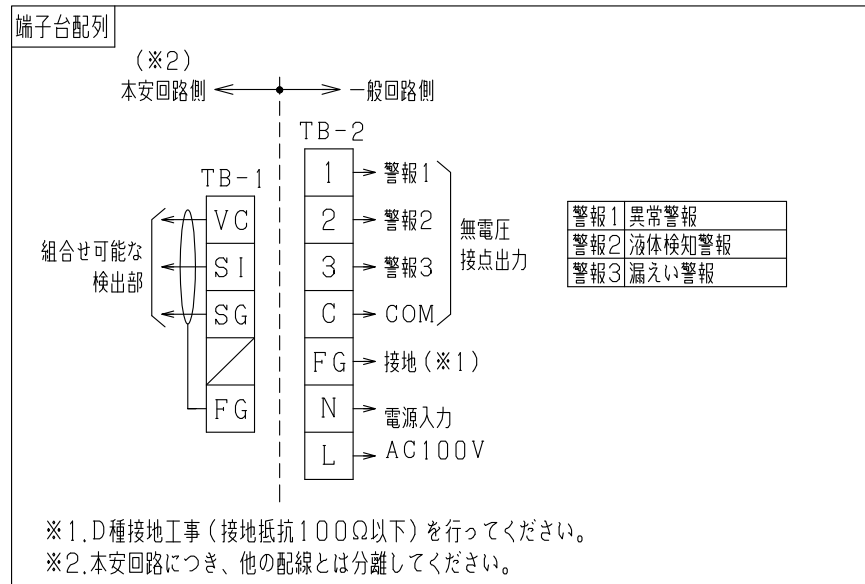 端子台配列
(※2)
本安回路側
一般回路側
TB-1
VC
SI
SG
FG
組合せ可能な
検出部
TB-2
1
2
3
C
FG
N
L
警報1
警報2
警報3
COM
接地(※1)
電源入力
AC100V
無電圧
接点出力
警報1 異常警報
警報2 液体検知警報
警報3 漏えい警報
※1.D種接地工事(接地抵抗100Ω以下)を行ってください。
※2.本安回路につき、他の配線とは分離してください。